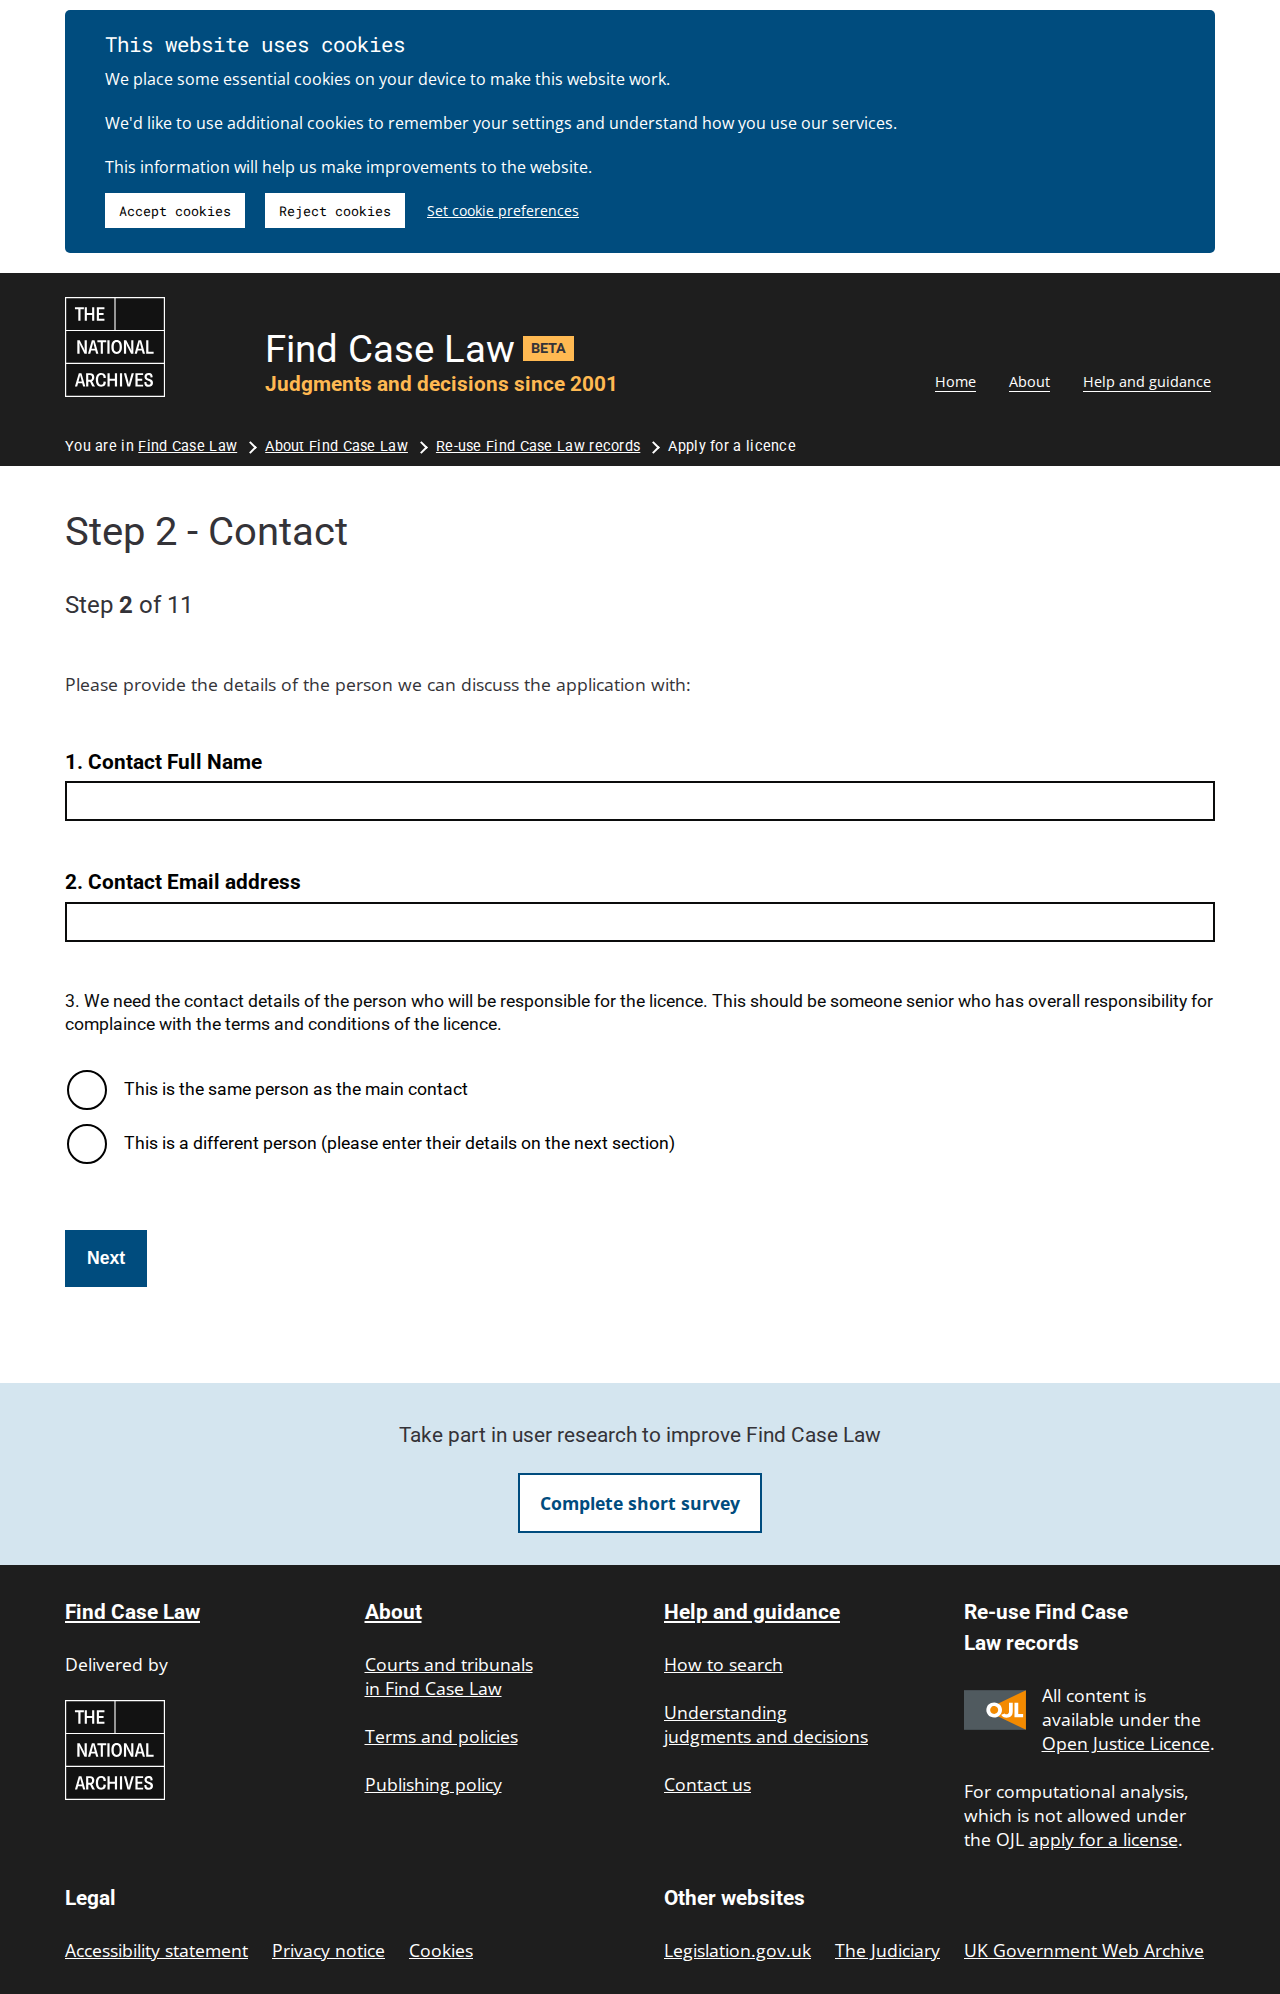 This website uses cookies
We place some essential cookies on your device to make this website work.
We'd like to use additional cookies to remember your settings and understand how you use our services.
This information will help us make improvements to the website.
Accept cookies Reject cookies Set cookie preferences
THE
NATIONAL
ARCHIVES
Find Case Law BETA
Judgments and decisions since 2001
Home About Help and guidance
You are in Find Case Law > About Find Case Law > Re-use Find Case Law records > Apply for a licence
Step 2 - Contact
Step 2 of 11
Please provide the details of the person we can discuss the application with:
1. Contact Full Name
2. Contact Email address
3. We need the contact details of the person who will be responsible for the licence. This should be someone senior who has overall responsibility for
complaince with the terms and conditions of the licence.
This is the same person as the main contact
This is a different person (please enter their details on the next section)
Next
Take part in user research to improve Find Case Law
Complete short survey
Find Case Law
Delivered by
THE
NATIONAL
ARCHIVES
About
Courts and tribunals
in Find Case Law
Terms and policies
Publishing policy
Help and guidance
How to search
Understanding
judgments and decisions
Contact us
Re-use Find Case
Law records
OJL
All content is
available under the
Open Justice Licence.
For computational analysis,
which is not allowed under
the OJL apply for a license.
Legal
Accessibility statement Privacy notice Cookies
Other websites
Legislation.gov.uk The Judiciary UK Government Web Archive